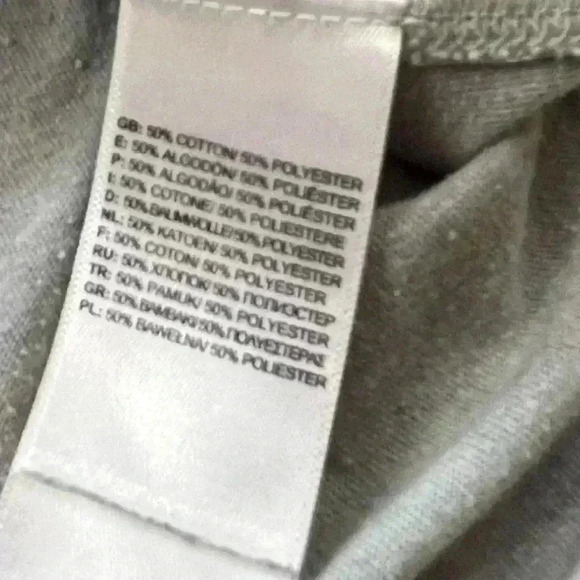 GB: 50% COTTON/ 50% POLYESTER
E: 50% ALGODON/ 50% POLIÉSTER
P: 50% ALGODÃO/ 50% POLIÉSTER
I: 50% COTONE/ 50% POLIESTERE
D: 50%BAUMWOLLE/50% POLYESTER
NL: 50% KATOEN/ 50% POLYESTER
F: 50% COTON/ 50% POLYESTER
RU: 50% ХЛОПОК/ 50% ПОЛИЭСТЕР
TR: 50% PAMUK/ 50% POLYESTER
GR: 50% ΒΑΜΒΑΚΙ/50% ΠΟΛΥΕΣΤΕΡΑΣ
PL: 50% BAWEŁNA/ 50% POLIESTER